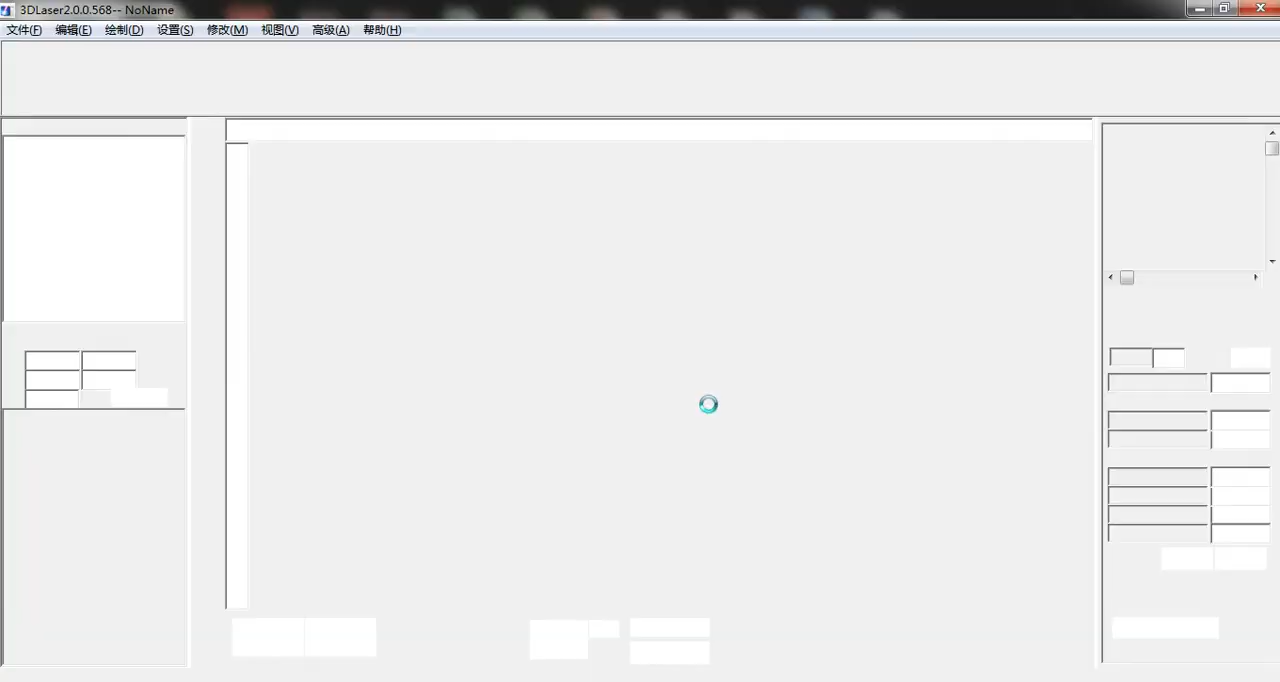 3DLaser2.0.0.568-- NoName
文件(F) 编辑(E) 绘制(D) 设置(S) 修改(M) 视图(V) 高级(A) 帮助(H)